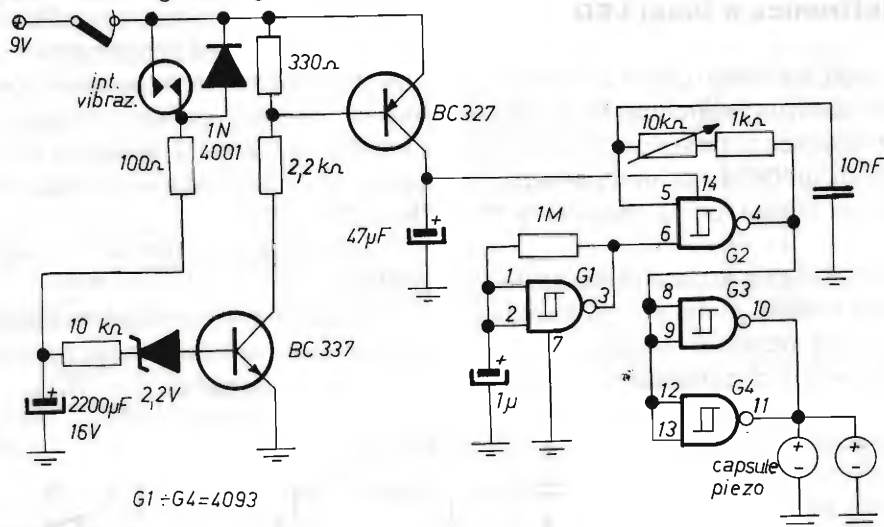 9V
int.
vibraz.
1N
4001
330Ω
BC327
100Ω
2,2 kΩ
10kΩ
1kΩ
10nF
14
5
4
6
G2
47µF
+
1M
1
2
3
G1
7
+
1µ
8
9
10
G3
12
13
11
G4
10 kΩ
2,2V
BC 337
+
2200µF
16V
capsule
piezo
+
-
+
-
G1÷G4=4093